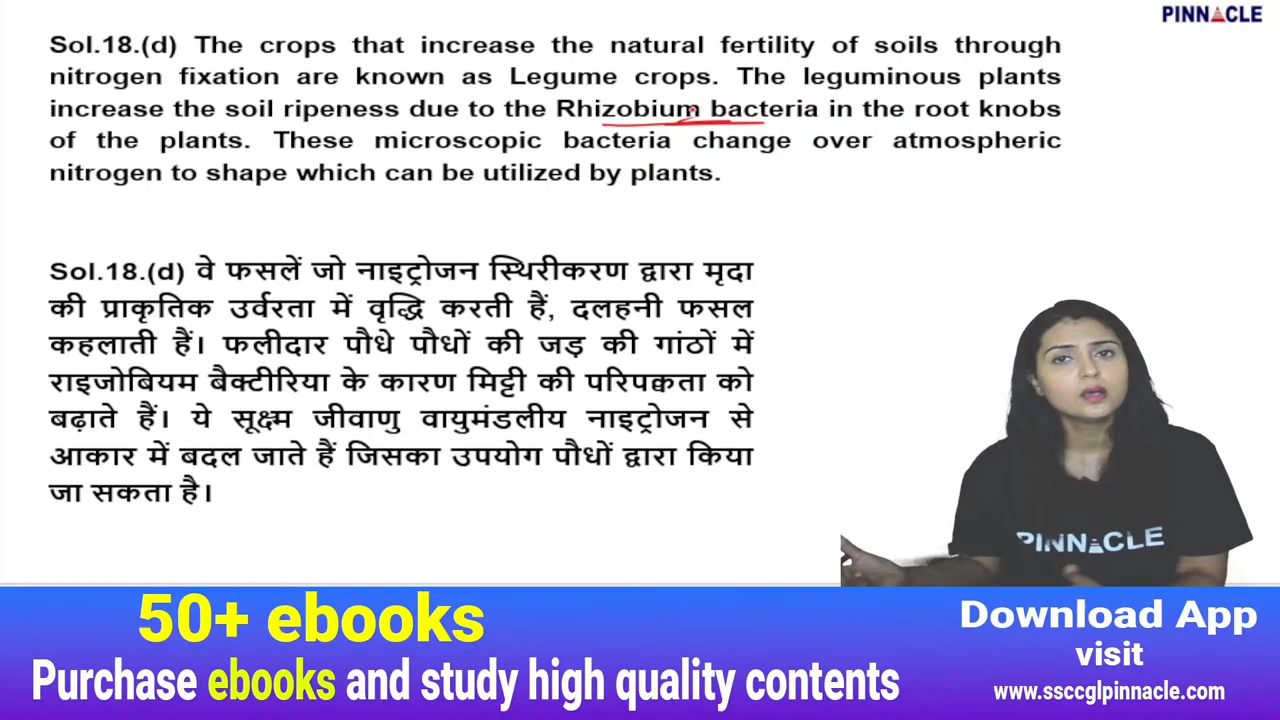 PINNACLE
Sol.18.(d) The crops that increase the natural fertility of soils through
nitrogen fixation are known as Legume crops. The leguminous plants
increase the soil ripeness due to the Rhizobium bacteria in the root knobs
of the plants. These microscopic bacteria change over atmospheric
nitrogen to shape which can be utilized by plants.
Sol.18.(d) वे फसलें जो नाइट्रोजन स्थिरीकरण द्वारा मृदा
की प्राकृतिक उर्वरता में वृद्धि करती हैं, दलहनी फसल
कहलाती हैं। फलीदार पौधे पौधों की जड़ की गांठों में
राइजोबियम बैक्टीरिया के कारण मिट्टी की परिपक्वता को
बढ़ाते हैं। ये सूक्ष्म जीवाणु वायुमंडलीय नाइट्रोजन से
आकार में बदल जाते हैं जिसका उपयोग पौधों द्वारा किया
जा सकता है।
PINNACLE
50+ ebooks
Purchase ebooks and study high quality contents
Download App
visit
www.ssccglpinnacle.com